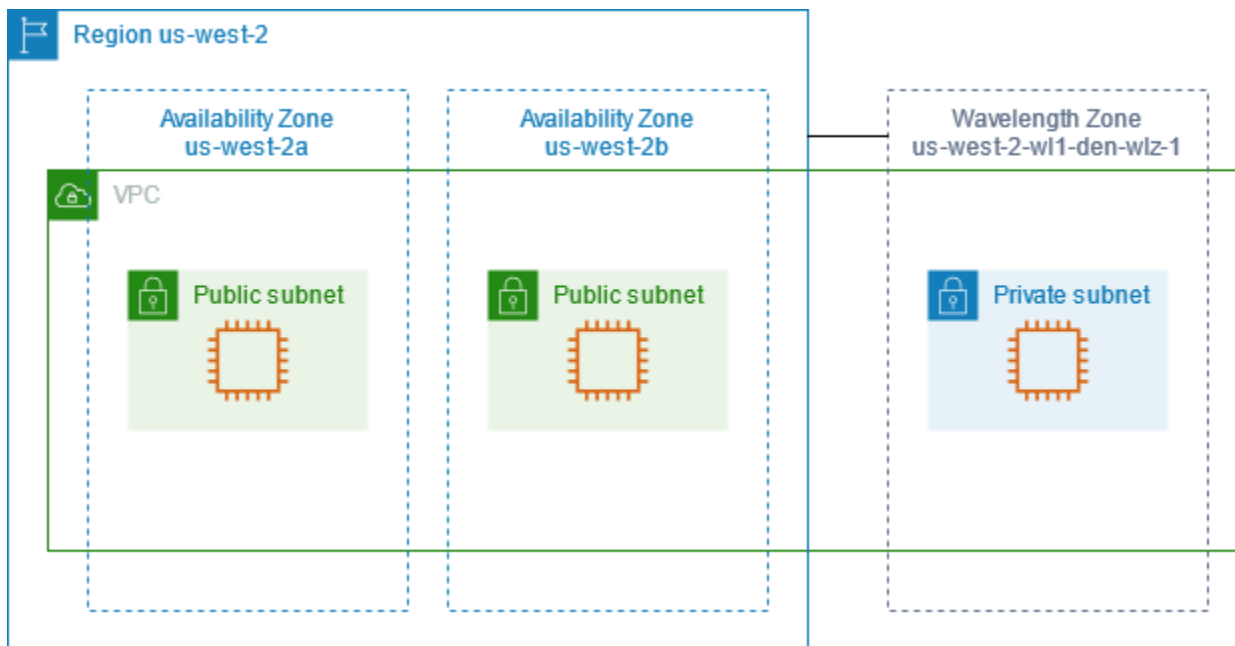 Region us-west-2
Availability Zone
us-west-2a
Availability Zone
us-west-2b
Wavelength Zone
us-west-2-wl1-den-wlz-1
VPC
Public subnet
Public subnet
Private subnet